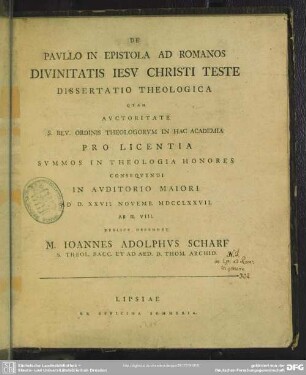 DE
PAVLLO IN EPISTOLA AD ROMANOS
DIVINITATIS IESV CHRISTI TESTE
DISSERTATIO THEOLOGICA
QVAM
AVCTORITATE
S. REV. ORDINIS THEOLOGORVM IN HAC ACADEMIA
PRO LICENTIA
SVMMOS IN THEOLOGIA HONORES
CONSEQVENDI
IN AVDITORIO MAIORI
AD D. XXVII NOVEMB. MDCCLXXVII.
AB H. VIII.
M. IOANNES ADOLPHVS SCHARF
S. THEOL. BACC. ET AD AED. D. THOM. ARCHID.
LIPSIAE
EX OFFICINA
DFG